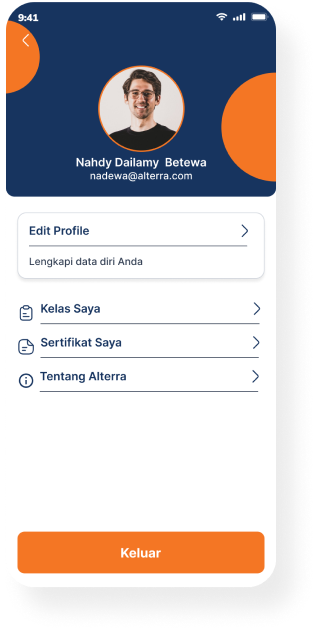 9:41
Nahdy Dailamy Betewa
nadewa@alterra.com
Edit Profile
Lengkapi data diri Anda
Kelas Saya
Sertifikat Saya
Tentang Alterra
Keluar